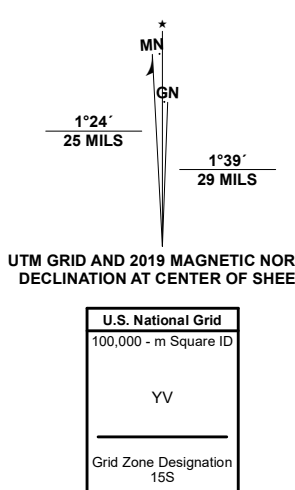 MN
GN
1°24´
25 MILS
1°39´
29 MILS
UTM GRID AND 2019 MAGNETIC NOR
DECLINATION AT CENTER OF SHEE
U.S. National Grid
100,000 - m Square ID
YV
Grid Zone Designation
15S